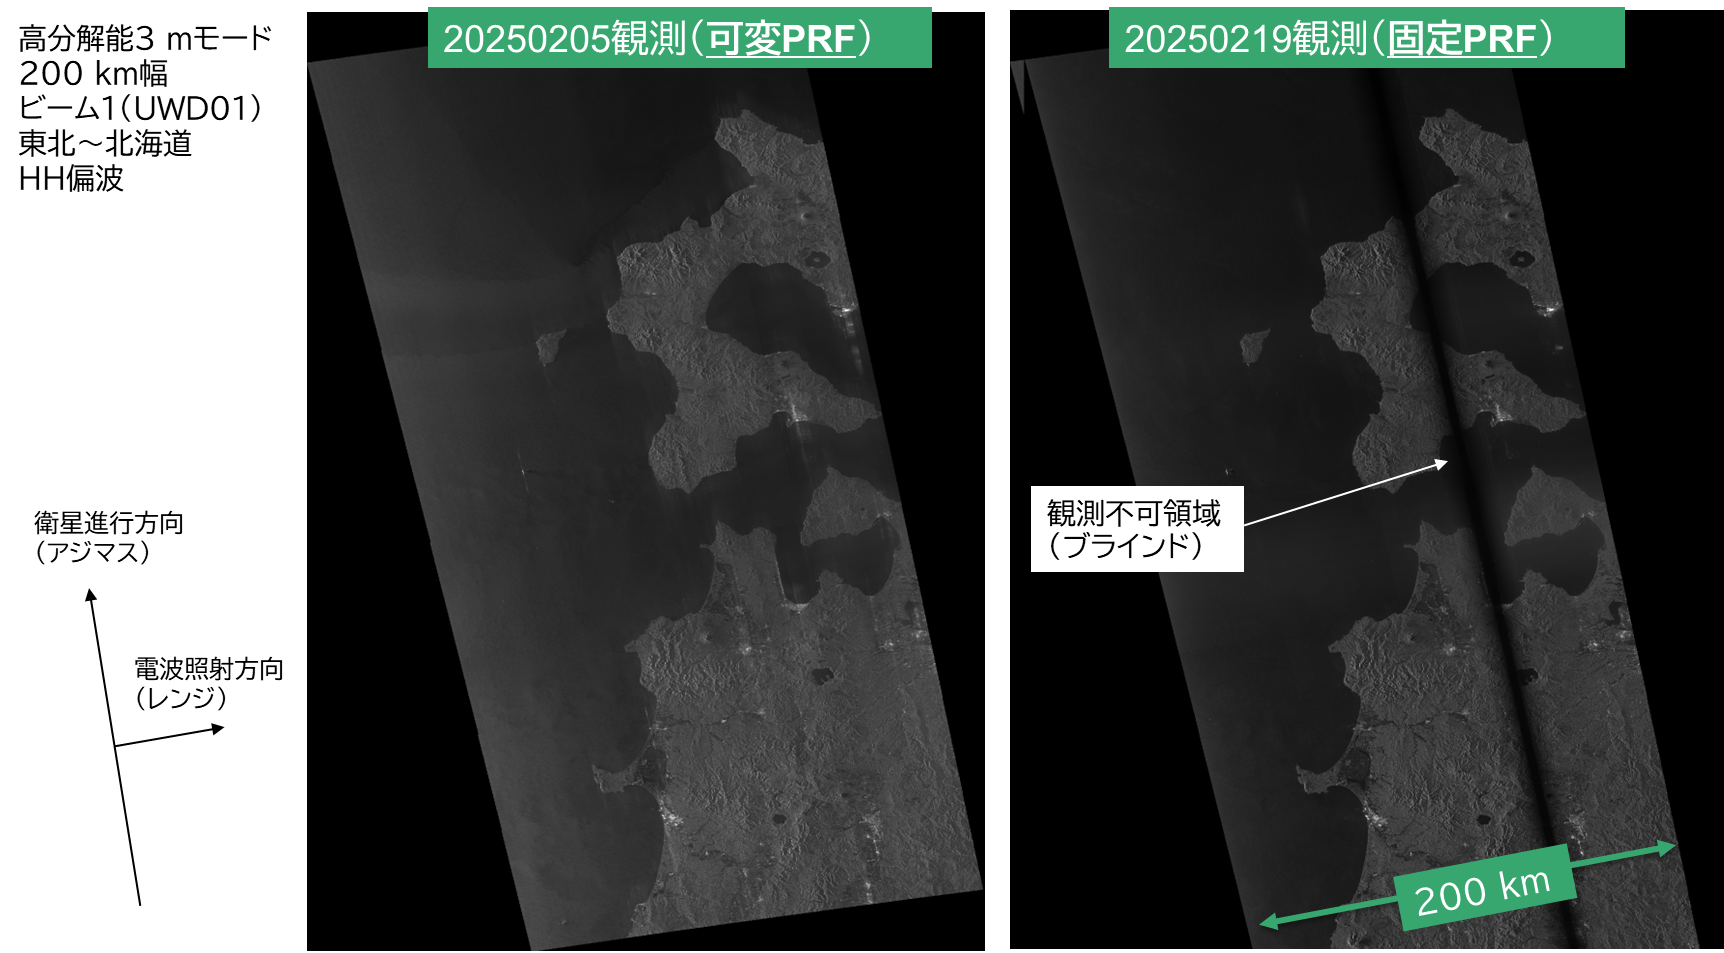 高分解能3 mモード
200 km幅
ビーム1（UWD01）
東北～北海道
HH偏波
20250205観測（可変PRF）
20250219観測（固定PRF）
観測不可領域
（ブラインド）
衛星進行方向
（アジマス）
電波照射方向
（レンジ）
200 km